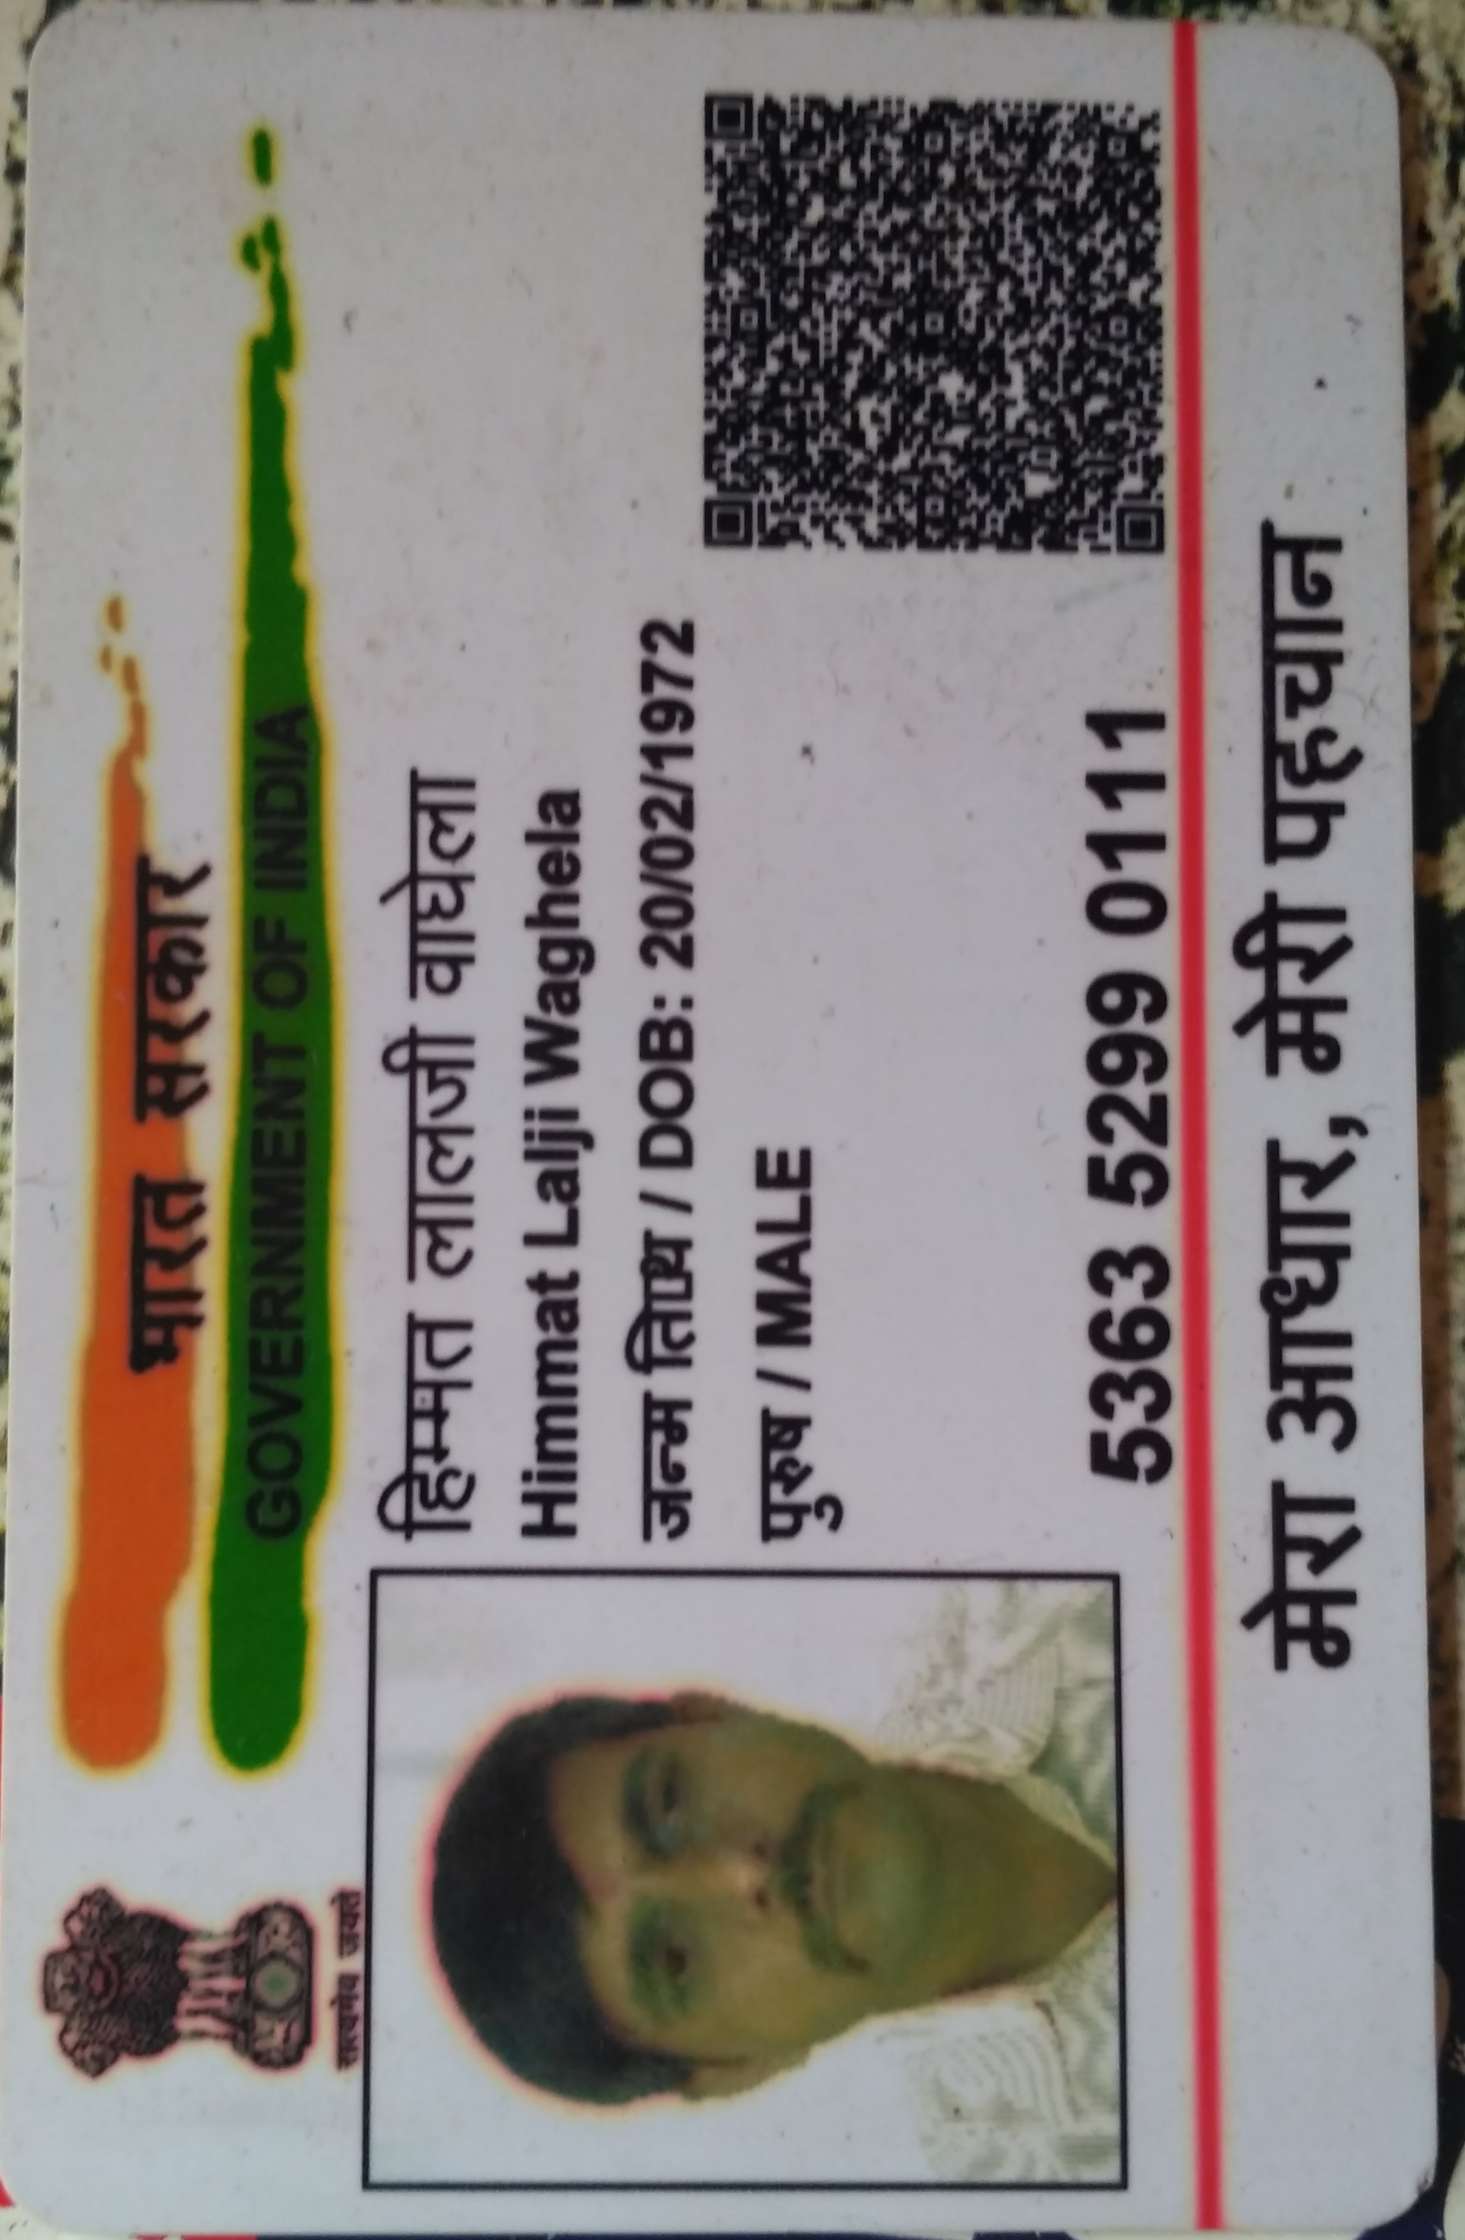 भारत सरकार
GOVERNMENT OF INDIA
सत्यमेव जयते
हिम्मत लालजी वाघेला
Himmat Lalji Waghela
जन्म तिथि / DOB: 20/02/1972
पुरुष / MALE
5363 5299 0111
मेरा आधार, मेरी पहचान